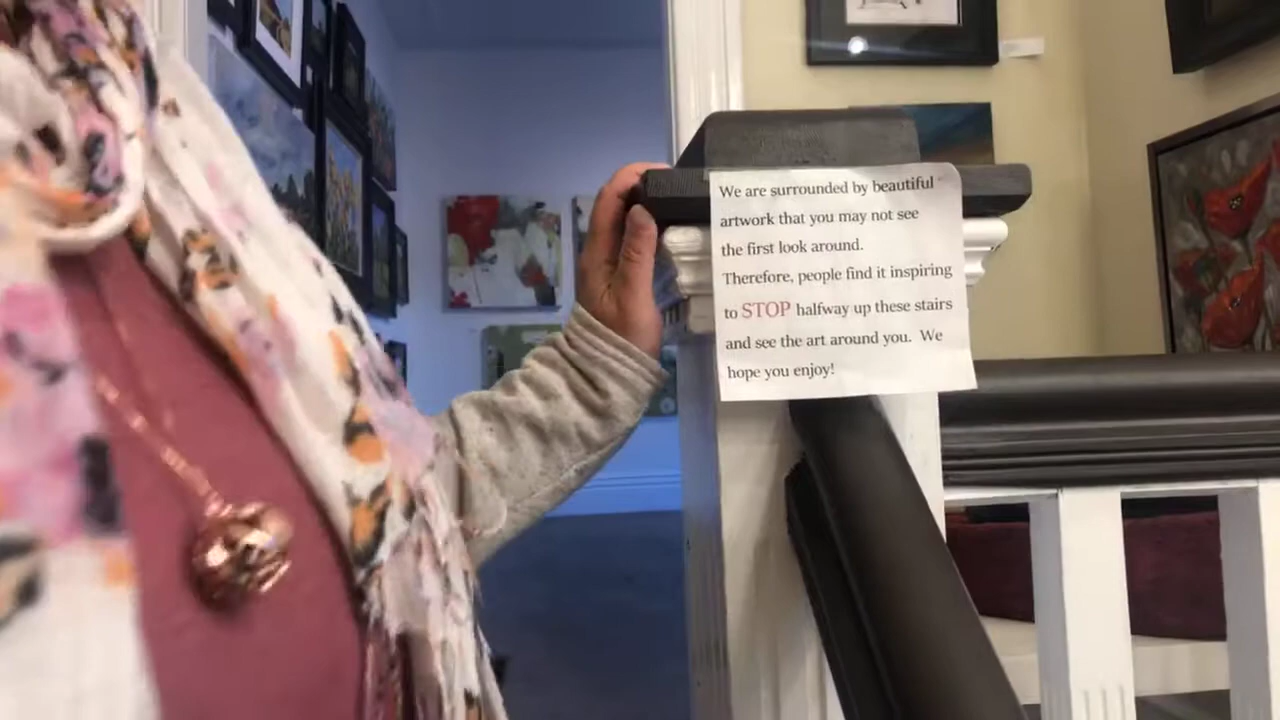 We are surrounded by beautiful
artwork that you may not see
the first look around.
Therefore, people find it inspiring
to STOP halfway up these stairs
and see the art around you. We
hope you enjoy!